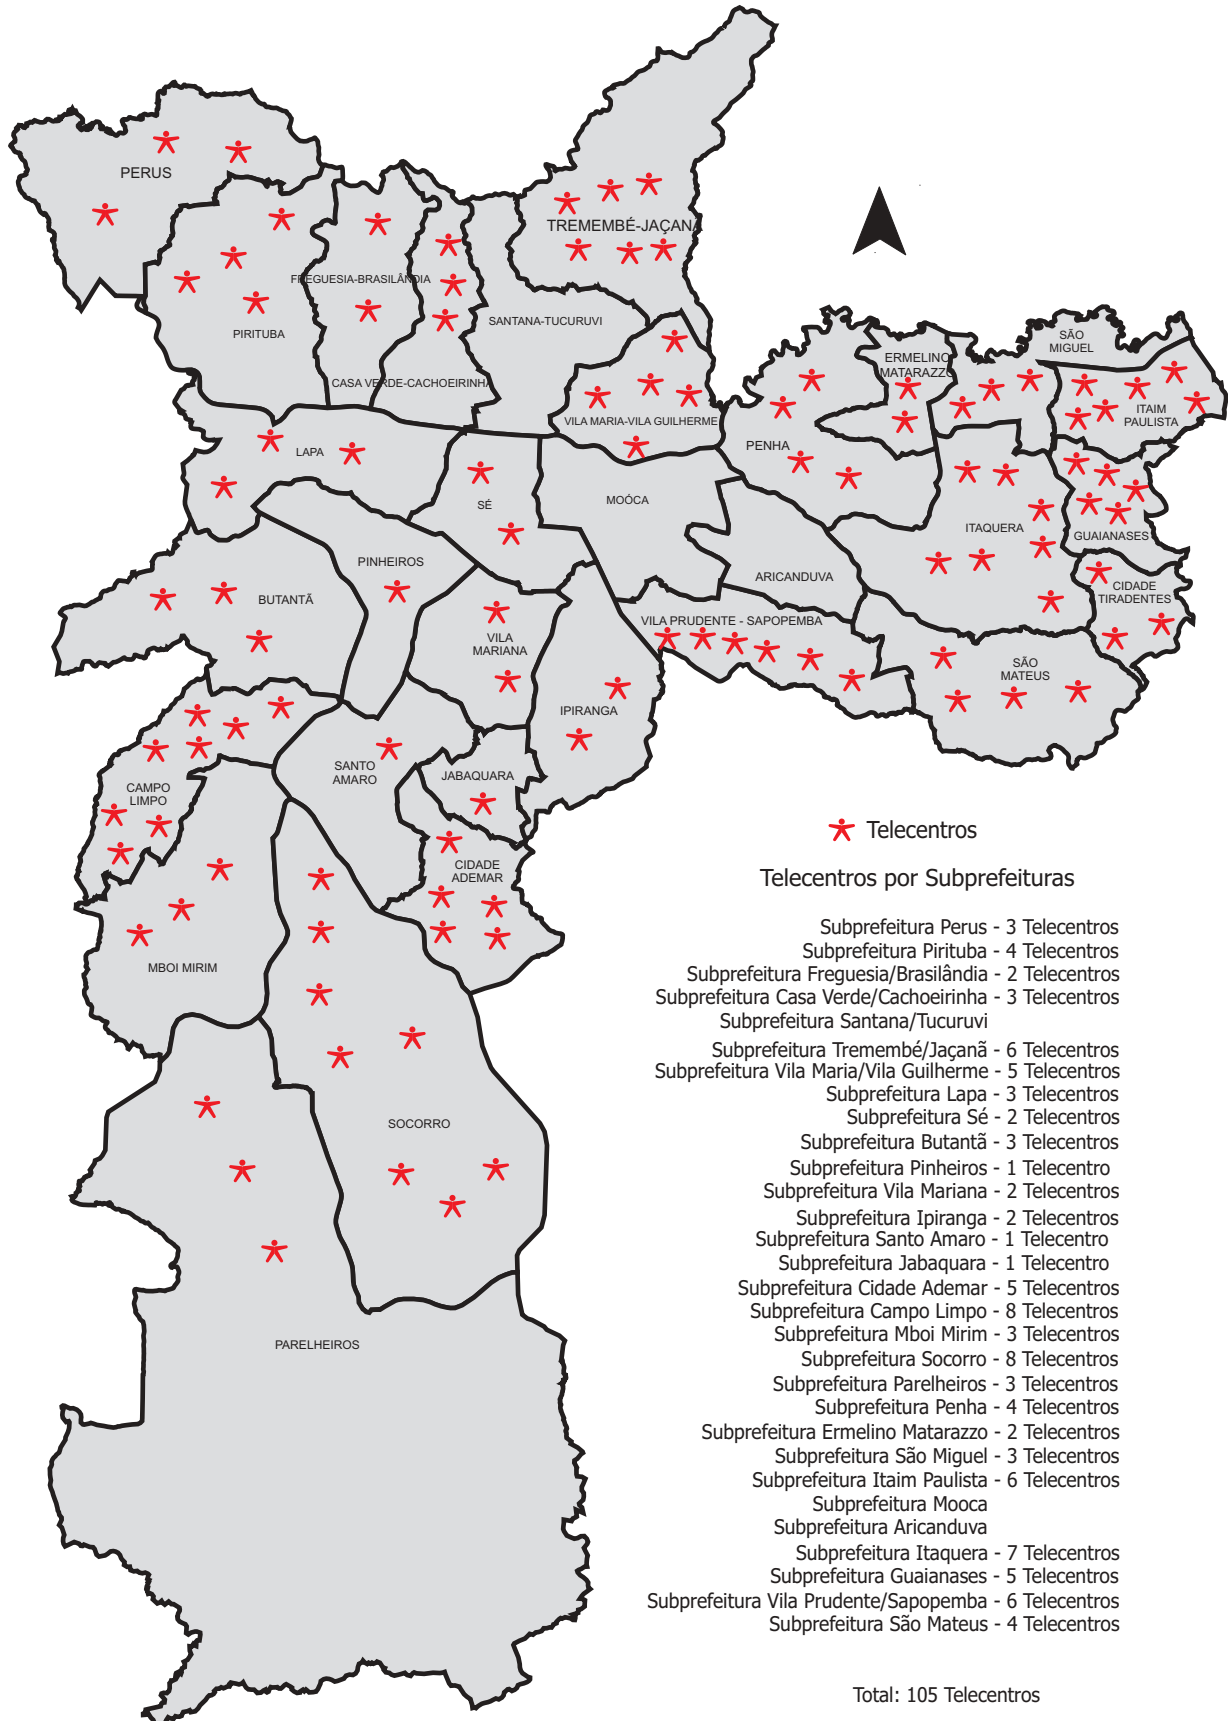 PERUS
TREMEMBÉ-JAÇANÃ
FREGUESIA-BRASILÂNDIA
PIRITUBA
SANTANA-TUCURUVI
CASA VERDE-CACHOEIRINHA
VILA MARIA-VILA GUILHERME
SÃO
MIGUEL
ERMELINO
MATARAZZO
ITAIM
PAULISTA
PENHA
LAPA
SÉ
MOÓCA
ITAQUERA
GUAIANASES
PINHEIROS
ARICANDUVA
CIDADE
TIRADENTES
BUTANTÃ
VILA PRUDENTE - SAPOPEMBA
VILA
MARIANA
SÃO
MATEUS
IPIRANGA
SANTO
AMARO
JABAQUARA
CAMPO
LIMPO
CIDADE
ADEMAR
MBOI MIRIM
SOCORRO
PARELHEIROS
Telecentros
Telecentros por Subprefeituras
Subprefeitura Perus - 3 Telecentros
Subprefeitura Pirituba - 4 Telecentros
Subprefeitura Freguesia/Brasilândia - 2 Telecentros
Subprefeitura Casa Verde/Cachoeirinha - 3 Telecentros
Subprefeitura Santana/Tucuruvi
Subprefeitura Tremembé/Jaçanã - 6 Telecentros
Subprefeitura Vila Maria/Vila Guilherme - 5 Telecentros
Subprefeitura Lapa - 3 Telecentros
Subprefeitura Sé - 2 Telecentros
Subprefeitura Butantã - 3 Telecentros
Subprefeitura Pinheiros - 1 Telecentro
Subprefeitura Vila Mariana - 2 Telecentros
Subprefeitura Ipiranga - 2 Telecentros
Subprefeitura Santo Amaro - 1 Telecentro
Subprefeitura Jabaquara - 1 Telecentro
Subprefeitura Cidade Ademar - 5 Telecentros
Subprefeitura Campo Limpo - 8 Telecentros
Subprefeitura Mboi Mirim - 3 Telecentros
Subprefeitura Socorro - 8 Telecentros
Subprefeitura Parelheiros - 3 Telecentros
Subprefeitura Penha - 4 Telecentros
Subprefeitura Ermelino Matarazzo - 2 Telecentros
Subprefeitura São Miguel - 3 Telecentros
Subprefeitura Itaim Paulista - 6 Telecentros
Subprefeitura Mooca
Subprefeitura Aricanduva
Subprefeitura Itaquera - 7 Telecentros
Subprefeitura Guaianases - 5 Telecentros
Subprefeitura Vila Prudente/Sapopemba - 6 Telecentros
Subprefeitura São Mateus - 4 Telecentros
Total: 105 Telecentros